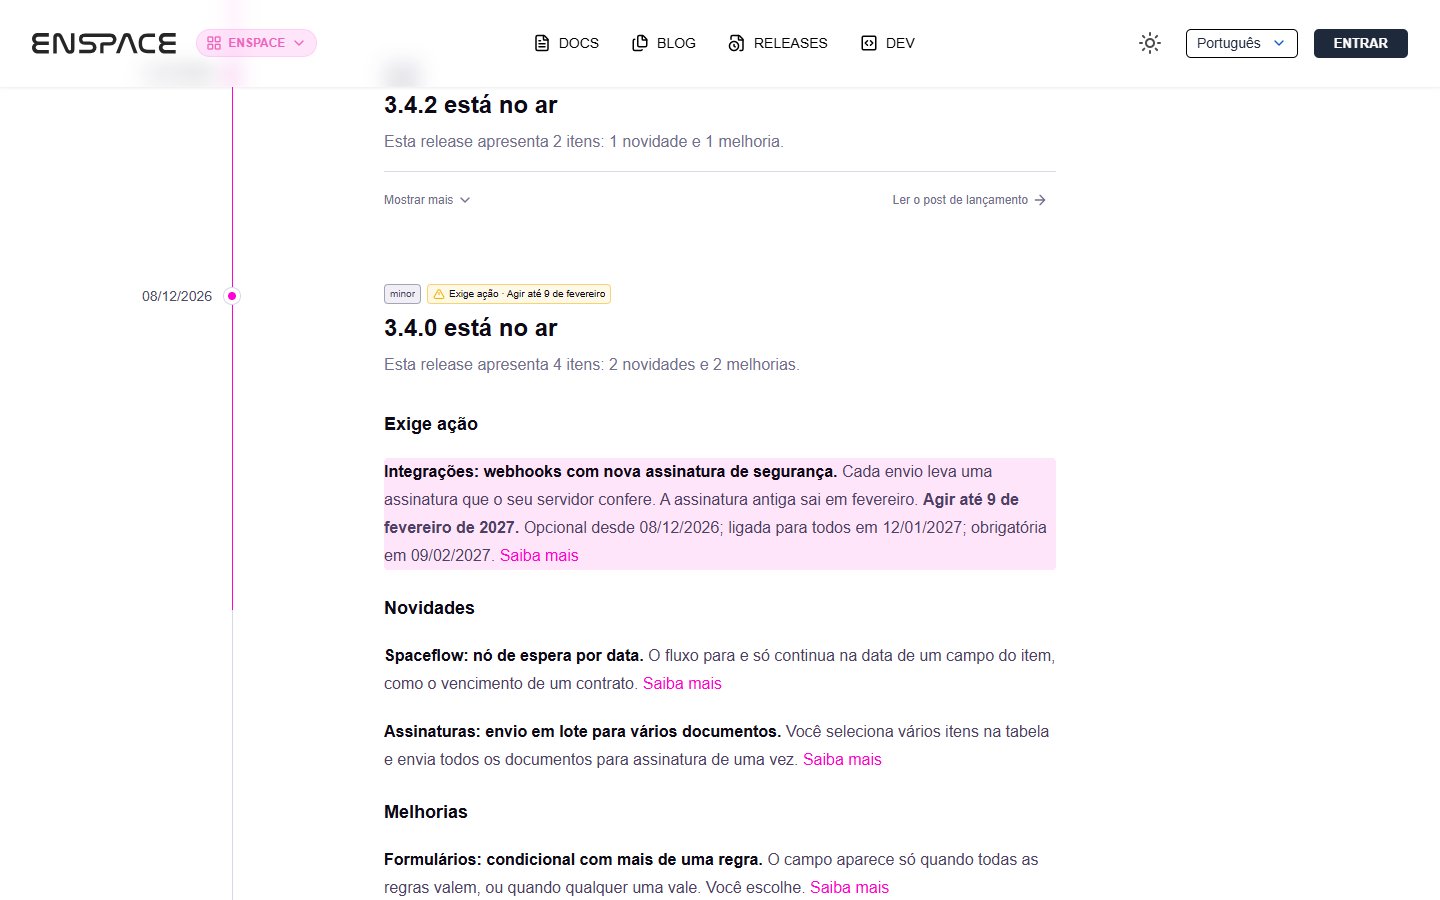 ENSPACE
ENSPACE
DOCS
BLOG
RELEASES
DEV
Português
ENTRAR
3.4.2 está no ar
Esta release apresenta 2 itens: 1 novidade e 1 melhoria.
Mostrar mais
Ler o post de lançamento
08/12/2026
minor
Exige ação · Agir até 9 de fevereiro
3.4.0 está no ar
Esta release apresenta 4 itens: 2 novidades e 2 melhorias.
Exige ação
Integrações: webhooks com nova assinatura de segurança. Cada envio leva uma
assinatura que o seu servidor confere. A assinatura antiga sai em fevereiro. Agir até 9 de
fevereiro de 2027. Opcional desde 08/12/2026; ligada para todos em 12/01/2027; obrigatória
em 09/02/2027. Saiba mais
Novidades
Spaceflow: nó de espera por data. O fluxo para e só continua na data de um campo do item,
como o vencimento de um contrato. Saiba mais
Assinaturas: envio em lote para vários documentos. Você seleciona vários itens na tabela
e envia todos os documentos para assinatura de uma vez. Saiba mais
Melhorias
Formulários: condicional com mais de uma regra. O campo aparece só quando todas as
regras valem, ou quando qualquer uma vale. Você escolhe. Saiba mais